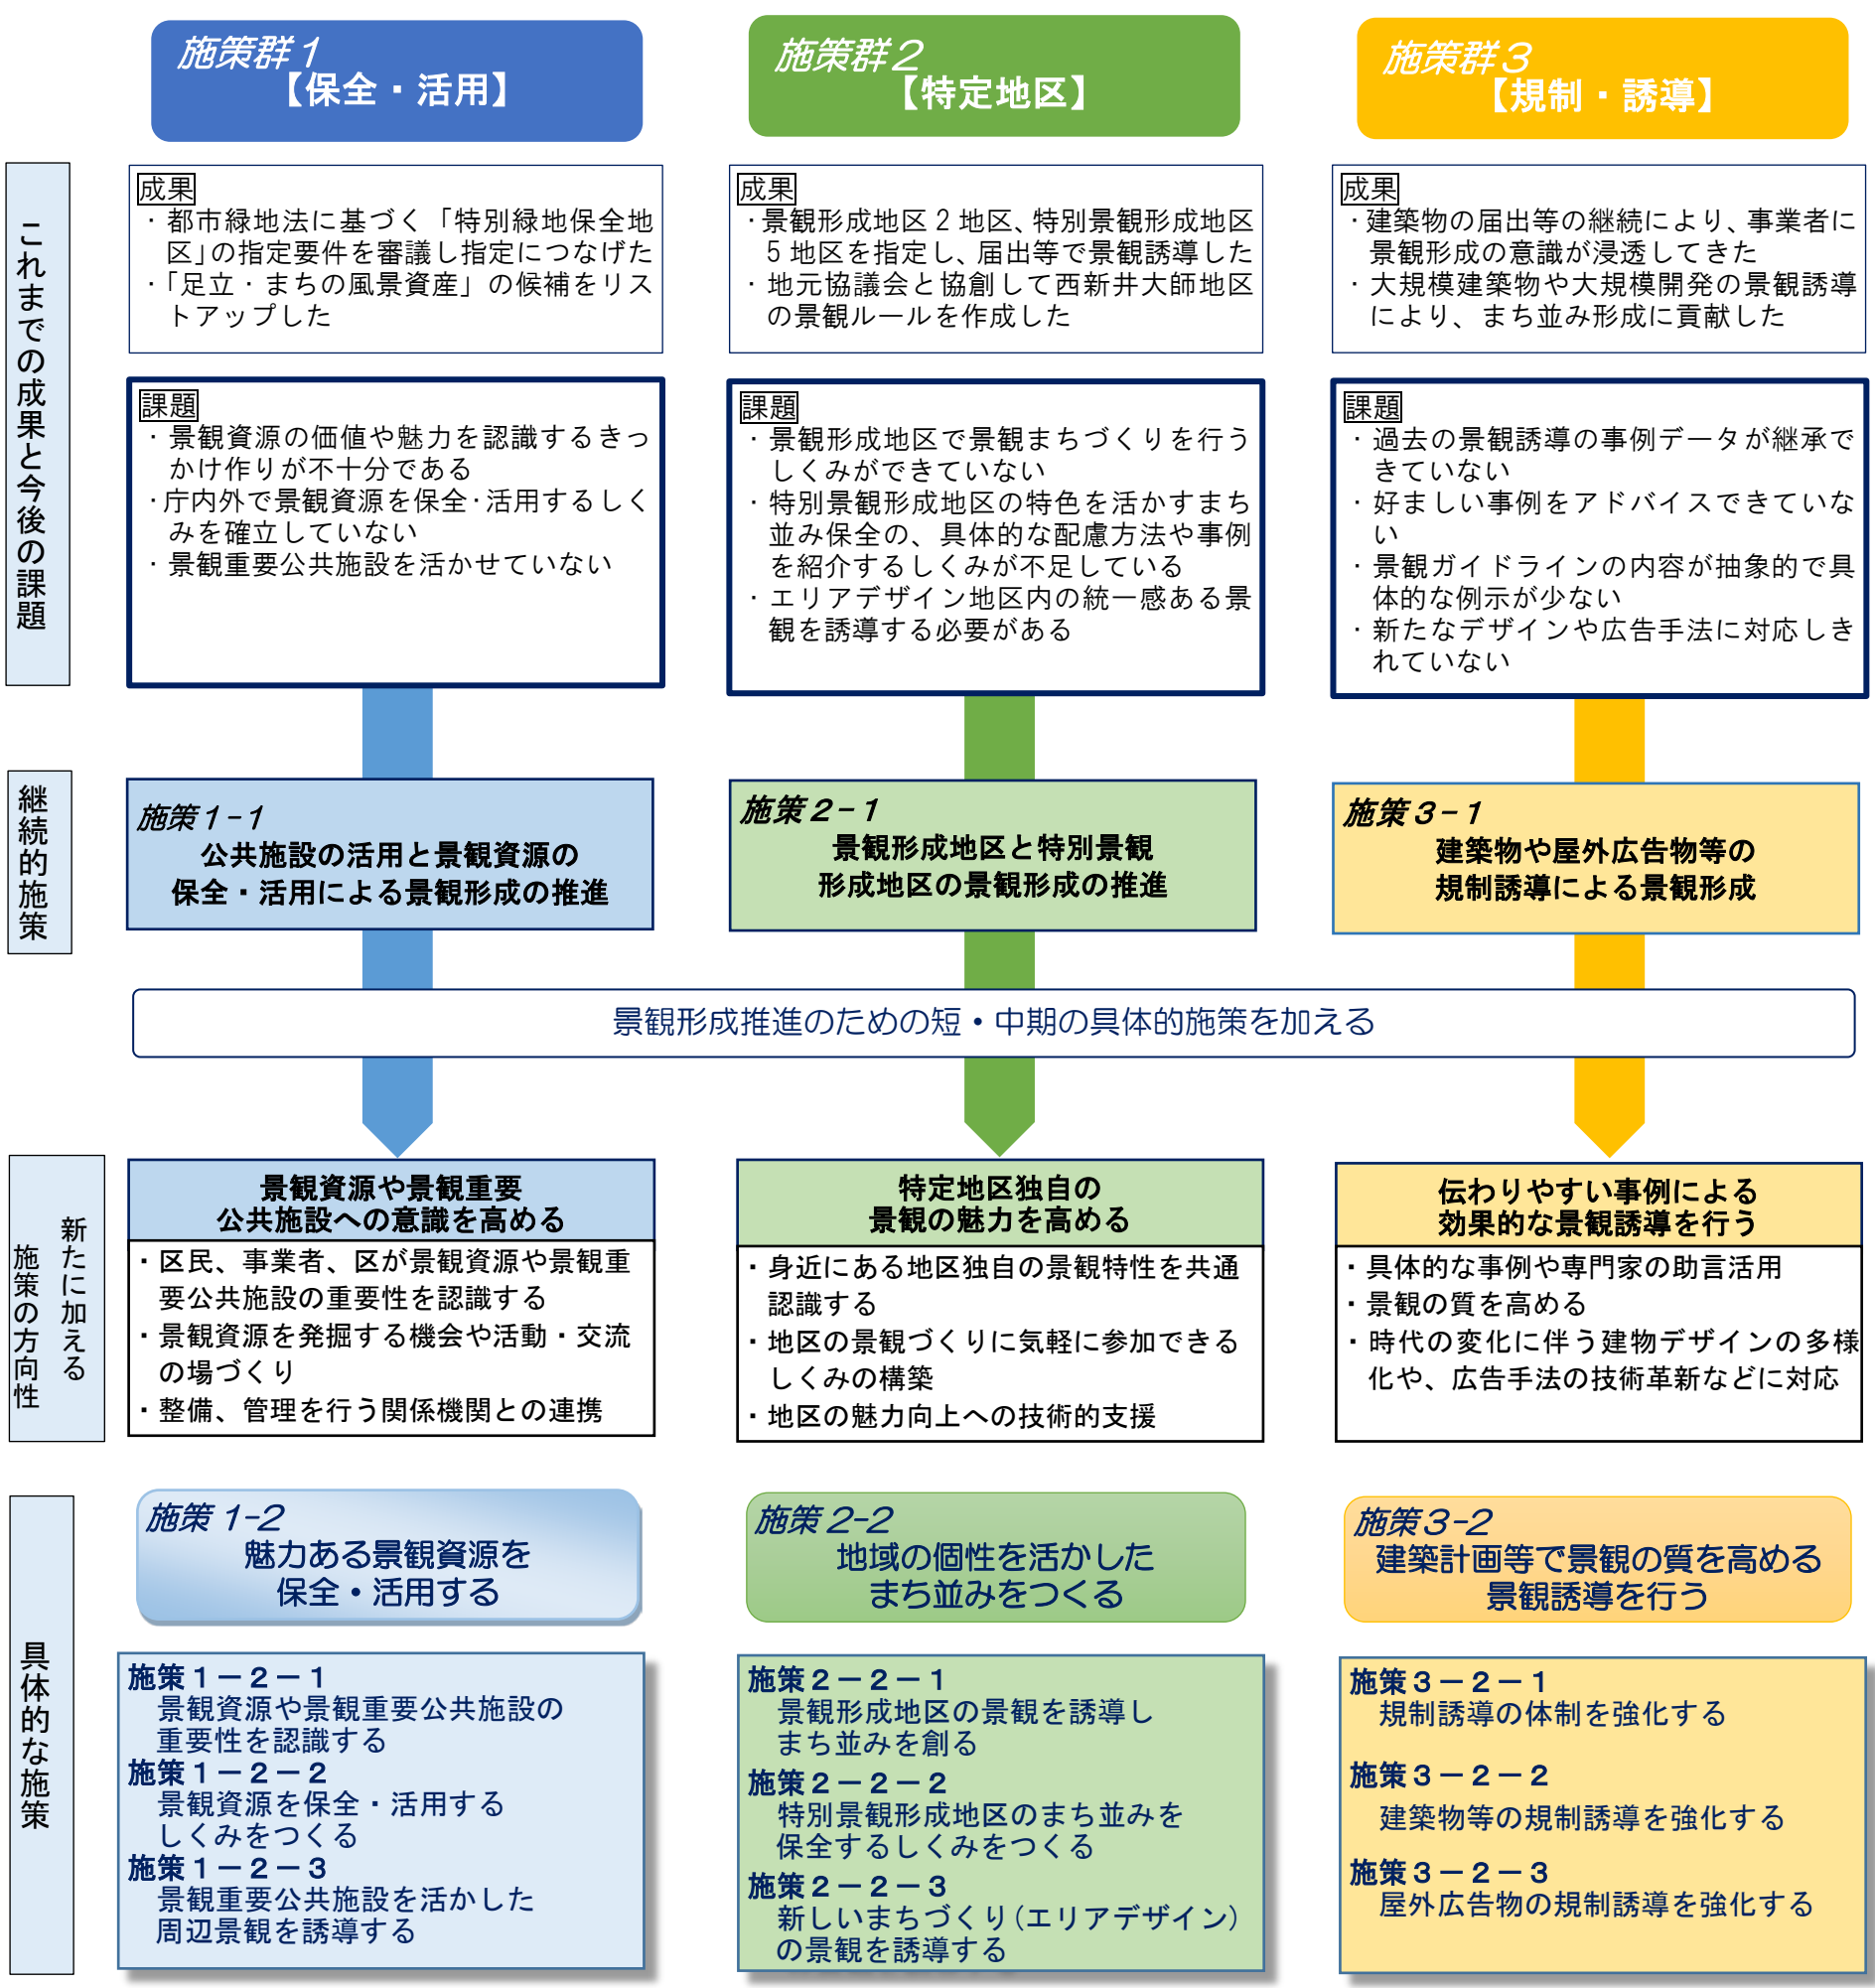 施策群1
【保全・活用】
施策群2
【特定地区】
施策群3
【規制・誘導】
これまでの成果と今後の課題
成果
・都市緑地法に基づく「特別緑地保全地
区」の指定要件を審議し指定につなげた
・「足立・まちの風景資産」の候補をリス
トアップした
成果
・景観形成地区2地区、特別景観形成地区
5地区を指定し、届出等で景観誘導した
・地元協議会と協創して西新井大師地区
の景観ルールを作成した
成果
・建築物の届出等の継続により、事業者に
景観形成の意識が浸透してきた
・大規模建築物や大規模開発の景観誘導
により、まち並み形成に貢献した
課題
・景観資源の価値や魅力を認識するきっ
かけ作りが不十分である
・庁内外で景観資源を保全・活用するしく
みを確立していない
・景観重要公共施設を活かせていない
課題
・景観形成地区で景観まちづくりを行う
しくみができていない
・特別景観形成地区の特色を活かすまち
並み保全の、具体的な配慮方法や事例
を紹介するしくみが不足している
・エリアデザイン地区内の統一感ある景
観を誘導する必要がある
課題
・過去の景観誘導の事例データが継承で
きていない
・好ましい事例をアドバイスできていな
い
・景観ガイドラインの内容が抽象的で具
体的な例示が少ない
・新たなデザインや広告手法に対応しき
れていない
継続的施策
施策1-1
公共施設の活用と景観資源の
保全・活用による景観形成の推進
施策2-1
景観形成地区と特別景観
形成地区の景観形成の推進
施策3-1
建築物や屋外広告物等の
規制誘導による景観形成
景観形成推進のための短・中期の具体的施策を加える
新たに加える
施策の方向性
景観資源や景観重要
公共施設への意識を高める
・区民、事業者、区が景観資源や景観重
要公共施設の重要性を認識する
・景観資源を発掘する機会や活動・交流
の場づくり
・整備、管理を行う関係機関との連携
特定地区独自の
景観の魅力を高める
・身近にある地区独自の景観特性を共通
認識する
・地区の景観づくりに気軽に参加できる
しくみの構築
・地区の魅力向上への技術的支援
伝わりやすい事例による
効果的な景観誘導を行う
・具体的な事例や専門家の助言活用
・景観の質を高める
・時代の変化に伴う建物デザインの多様
化や、広告手法の技術革新などに対応
具体的な施策
施策1-2
魅力ある景観資源を
保全・活用する
施策2-2
地域の個性を活かした
まち並みをつくる
施策3-2
建築計画等で景観の質を高める
景観誘導を行う
施策1－2－1
景観資源や景観重要公共施設の
重要性を認識する
施策1－2－2
景観資源を保全・活用する
しくみをつくる
施策1－2－3
景観重要公共施設を活かした
周辺景観を誘導する
施策2－2－1
景観形成地区の景観を誘導し
まち並みを創る
施策2－2－2
特別景観形成地区のまち並みを
保全するしくみをつくる
施策2－2－3
新しいまちづくり(エリアデザイン)
の景観を誘導する
施策3－2－1
規制誘導の体制を強化する
施策3－2－2
建築物等の規制誘導を強化する
施策3－2－3
屋外広告物の規制誘導を強化する